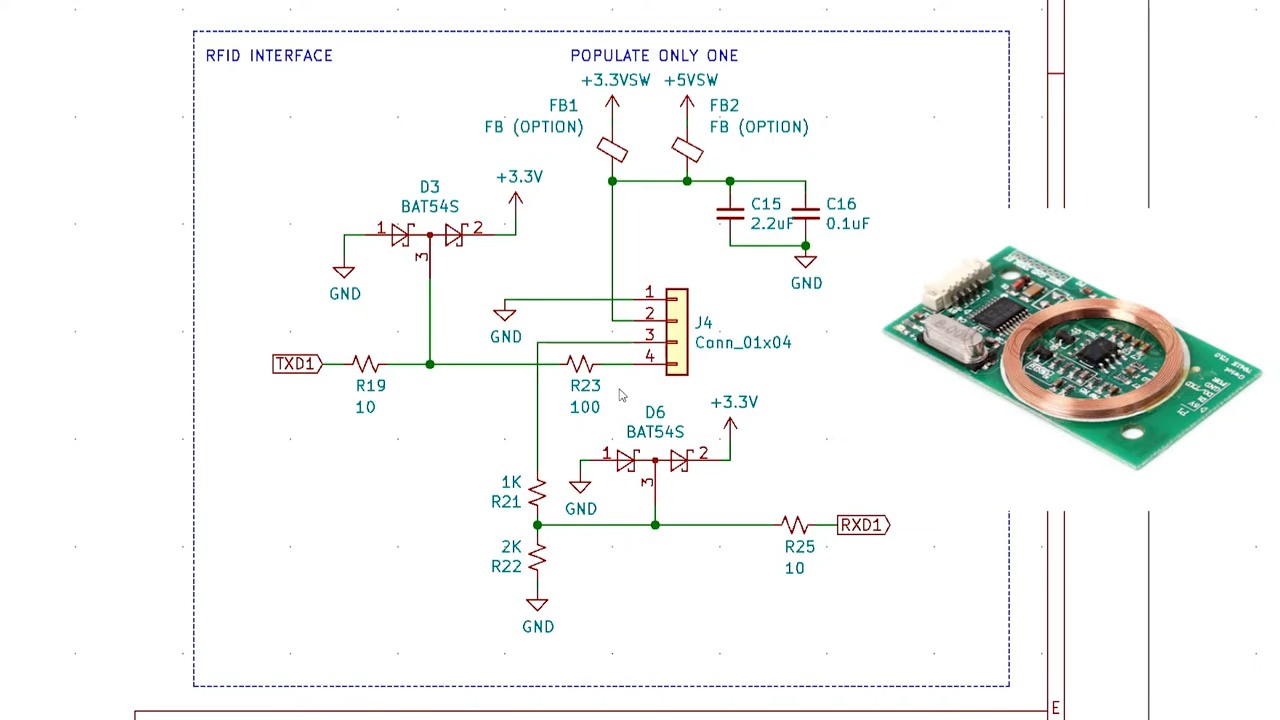 RFID INTERFACE
POPULATE ONLY ONE
+3.3VSW
+5VSW
FB1
FB (OPTION)
FB2
FB (OPTION)
+3.3V
D3
BAT54S
1
2
3
GND
C15
2.2uF
C16
0.1uF
GND
GND
1
2
3
4
J4
Conn_01x04
TXD1
R19
10
R23
100
D6
BAT54S
+3.3V
1
2
3
GND
1K
R21
2K
R22
GND
R25
10
RXD1
E